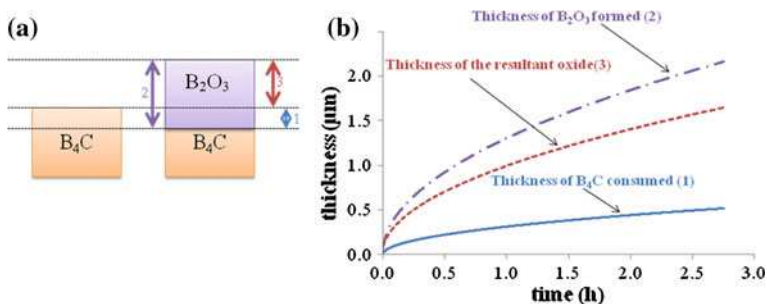 (a)
2
B₂O₃
3
1
B₄C
B₄C
(b)
Thickness of B₂O₃ formed (2)
Thickness of the resultant oxide(3)
Thickness of B₄C consumed (1)
thickness (μm)
2.0
1.5
1.0
0.5
0.0
0.0 0.5 1.0 1.5 2.0 2.5 3.0
time (h)